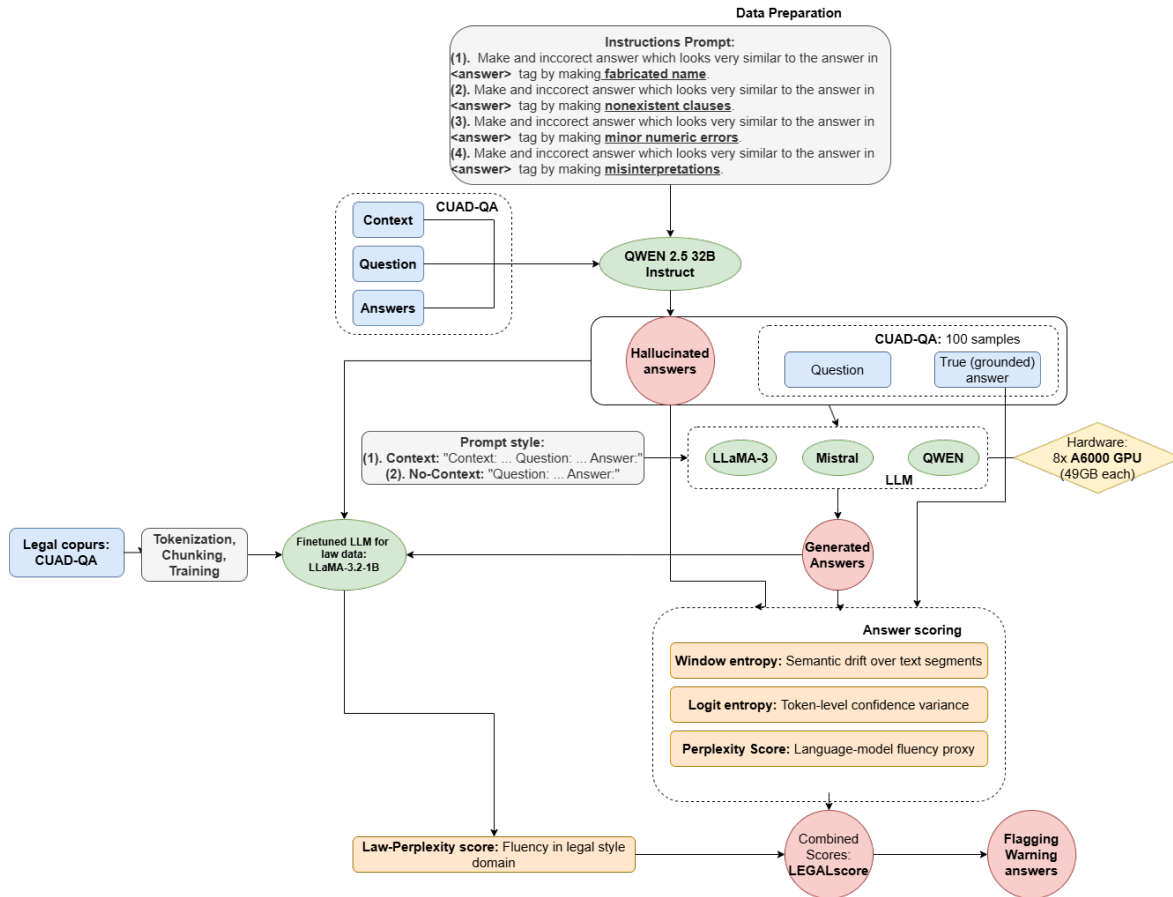 Data Preparation
Instructions Prompt:
(1). Make and inccorect answer which looks very similar to the answer in
<answer> tag by making fabricated name.
(2). Make and inccorect answer which looks very similar to the answer in
<answer> tag by making nonexistent clauses.
(3). Make and inccorect answer which looks very similar to the answer in
<answer> tag by making minor numeric errors.
(4). Make and inccorect answer which looks very similar to the answer in
<answer> tag by making misinterpretations.
CUAD-QA
Context
Question
Answers
QWEN 2.5 32B
Instruct
Hallucinated
answers
CUAD-QA: 100 samples
Question
True (grounded)
answer
Prompt style:
(1). Context: "Context: ... Question: ... Answer:"
(2). No-Context: "Question: ... Answer:"
LLaMA-3
Mistral
QWEN
LLM
Hardware:
8x A6000 GPU
(49GB each)
Legal copurs:
CUAD-QA
Tokenization,
Chunking,
Training
Finetuned LLM for
law data:
LLaMA-3.2-1B
Generated
Answers
Answer scoring
Window entropy: Semantic drift over text segments
Logit entropy: Token-level confidence variance
Perplexity Score: Language-model fluency proxy
Law-Perplexity score: Fluency in legal style
domain
Combined
Scores:
LEGALscore
Flagging
Warning
answers